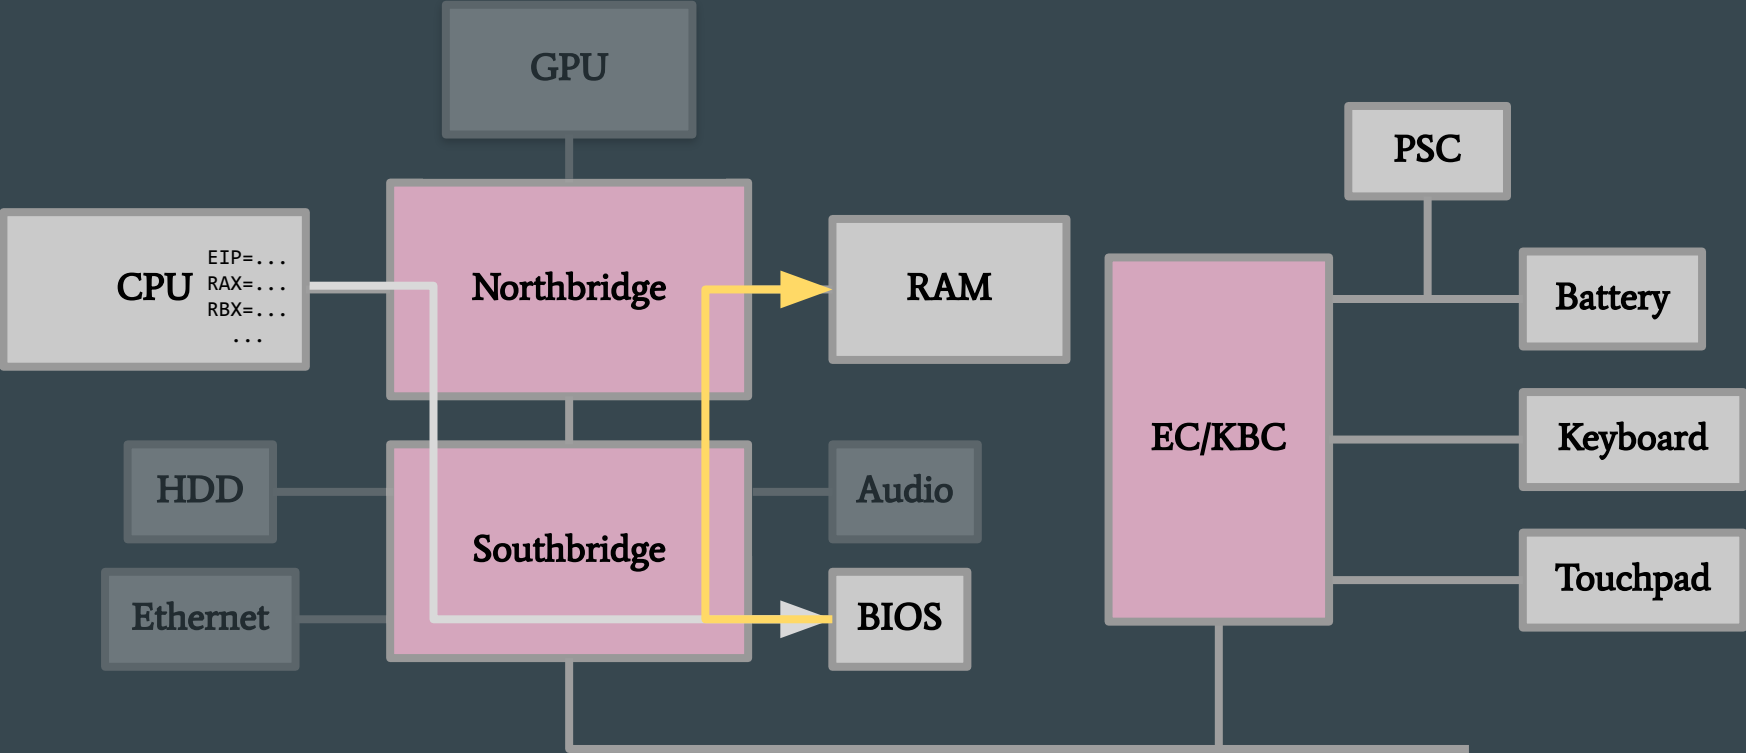 GPU
PSC
CPU
EIP=...
RAX=...
RBX=...
...
Northbridge
RAM
Battery
EC/KBC
Keyboard
HDD
Audio
Southbridge
Touchpad
Ethernet
BIOS